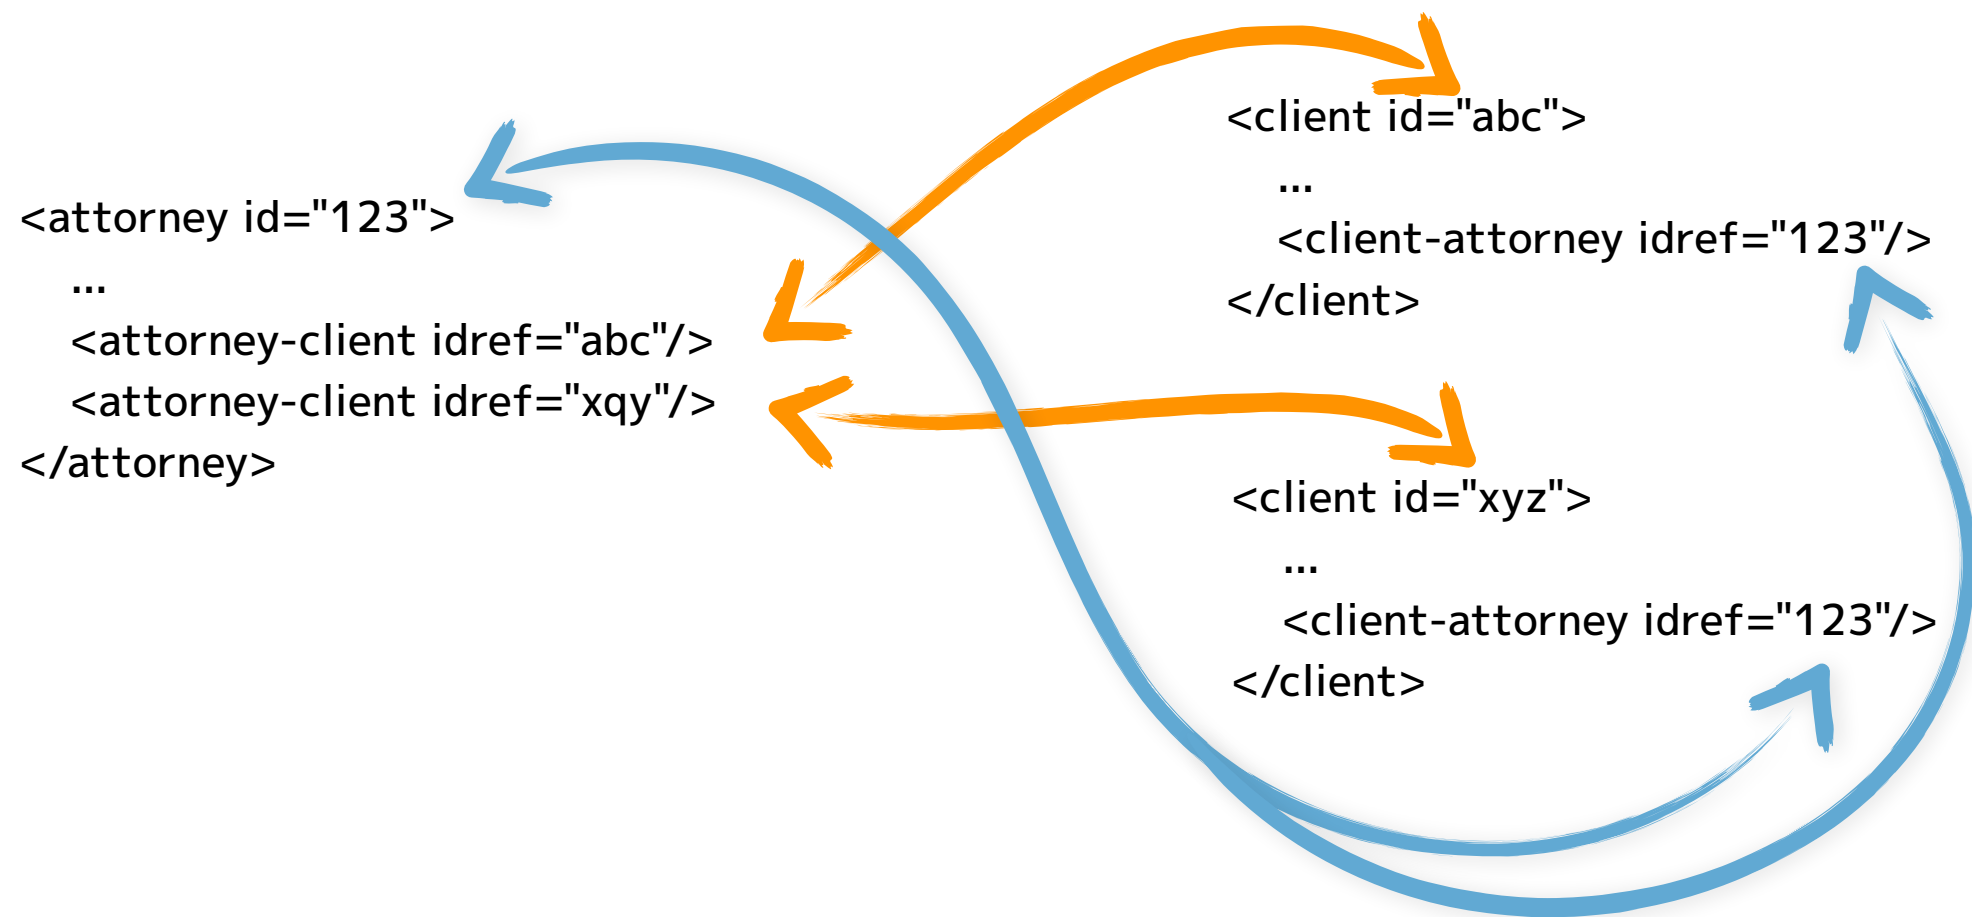 <attorney id="123">
...
<attorney-client idref="abc"/>
<attorney-client idref="xqy"/>
</attorney>
<client id="abc">
...
<client-attorney idref="123"/>
</client>
<client id="xyz">
...
<client-attorney idref="123"/>
</client>